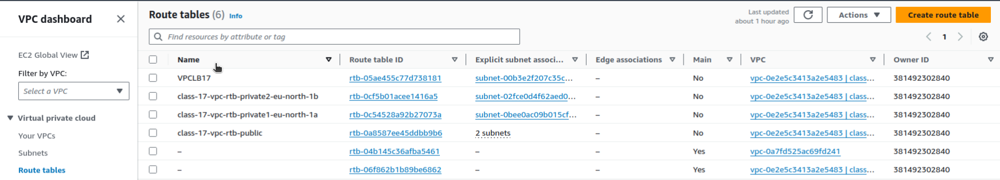 VPC dashboard
EC2 Global View
Filter by VPC:
Select a VPC
Virtual private cloud
Your VPCs
Subnets
Route tables
Route tables (6) Info
Last updated
about 1 hour ago
Actions
Create route table
Find resources by attribute or tag
1
Name Route table ID Explicit subnet associ... Edge associations Main VPC Owner ID
VPCLB17 rtb-05ae455c77d738181 subnet-00b3e2f207c35c... – No vpc-0e2e5c3413a2e5483 | class... 381492302840
class-17-vpc-rtb-private2-eu-north-1b rtb-0cf5b01acee1416a5 subnet-02fce0d4f62aed0... – No vpc-0e2e5c3413a2e5483 | class... 381492302840
class-17-vpc-rtb-private1-eu-north-1a rtb-0c54528a92b27073a subnet-0bee0ac09b015cf... – No vpc-0e2e5c3413a2e5483 | class... 381492302840
class-17-vpc-rtb-public rtb-0a8587ee45ddbb9b6 2 subnets – No vpc-0e2e5c3413a2e5483 | class... 381492302840
– rtb-04b145c36afba5461 – – Yes vpc-0a7fd525ac69fd241 381492302840
– rtb-06f862b1b89be6862 – – Yes vpc-0e2e5c3413a2e5483 | class... 381492302840